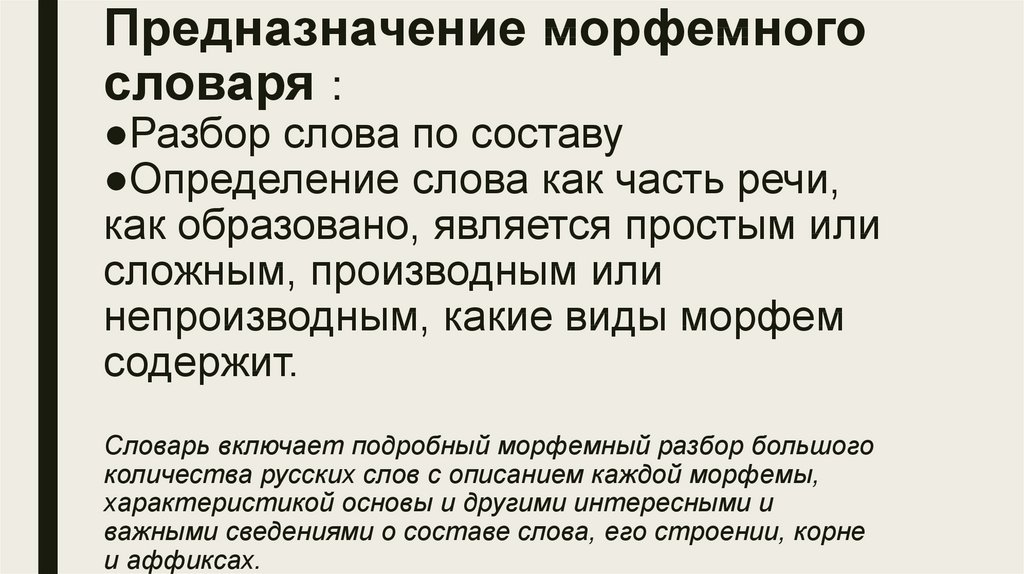 Предназначение морфемного
словаря :
●Разбор слова по составу
●Определение слова как часть речи,
как образовано, является простым или
сложным, производным или
непроизводным, какие виды морфем
содержит.
Словарь включает подробный морфемный разбор большого
количества русских слов с описанием каждой морфемы,
характеристикой основы и другими интересными и
важными сведениями о составе слова, его строении, корне
и аффиксах.